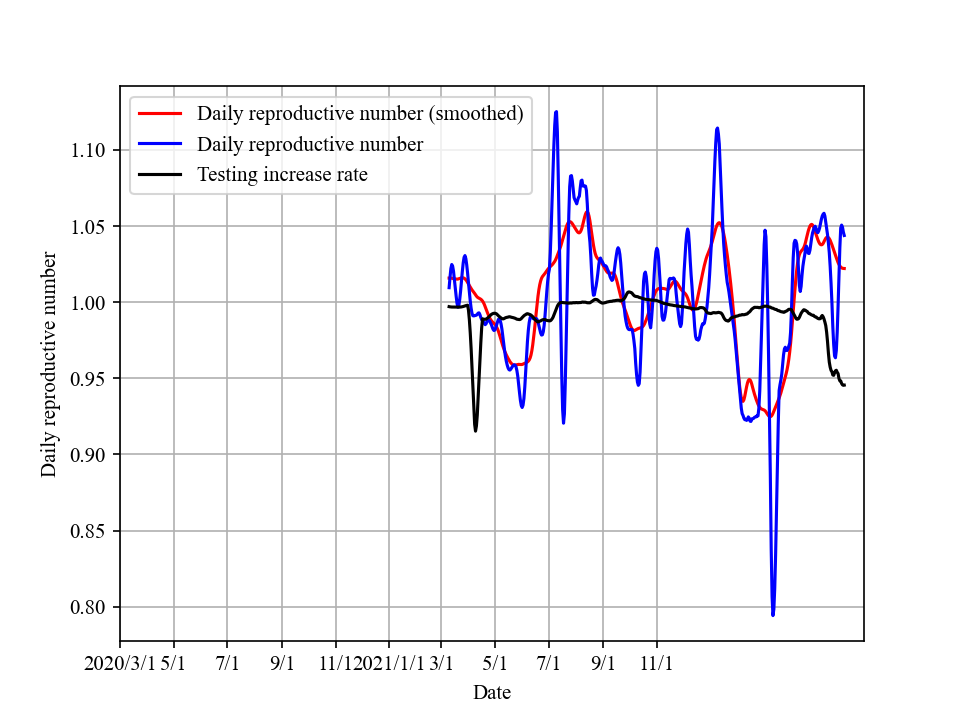 Daily reproductive number (smoothed)
Daily reproductive number
Testing increase rate
Daily reproductive number
1.10
1.05
1.00
0.95
0.90
0.85
0.80
2020/3/1 5/1 7/1 9/1 11/12021/1/1 3/1 5/1 7/1 9/1 11/1
Date